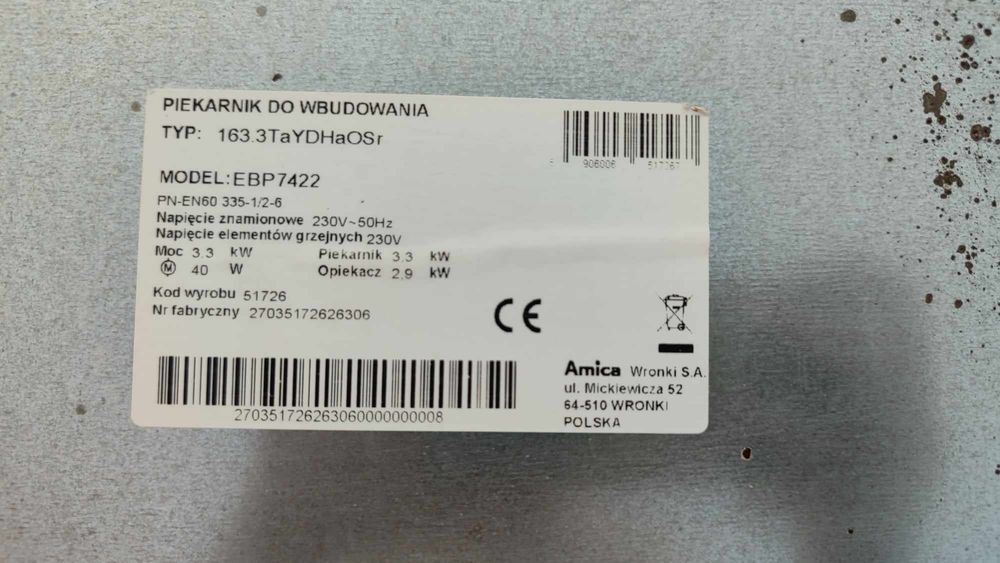 PIEKARNIK DO WBUDOWANIA
TYP: 163.3TaYDHaOSr
906006
MODEL:EBP7422
PN-EN60 335-1/2-6
Napięcie znamionowe 230V~50Hz
Napięcie elementów grzejnych 230V
Moc 3.3 kW Piekarnik 3.3 kW
M 40 W Opiekacz 2.9 kW
Kod wyrobu 51726
Nr fabryczny 27035172626306
CE
270351726263060000000008
Amica Wronki S.A.
ul. Mickiewicza 52
64-510 WRONKI
POLSKA